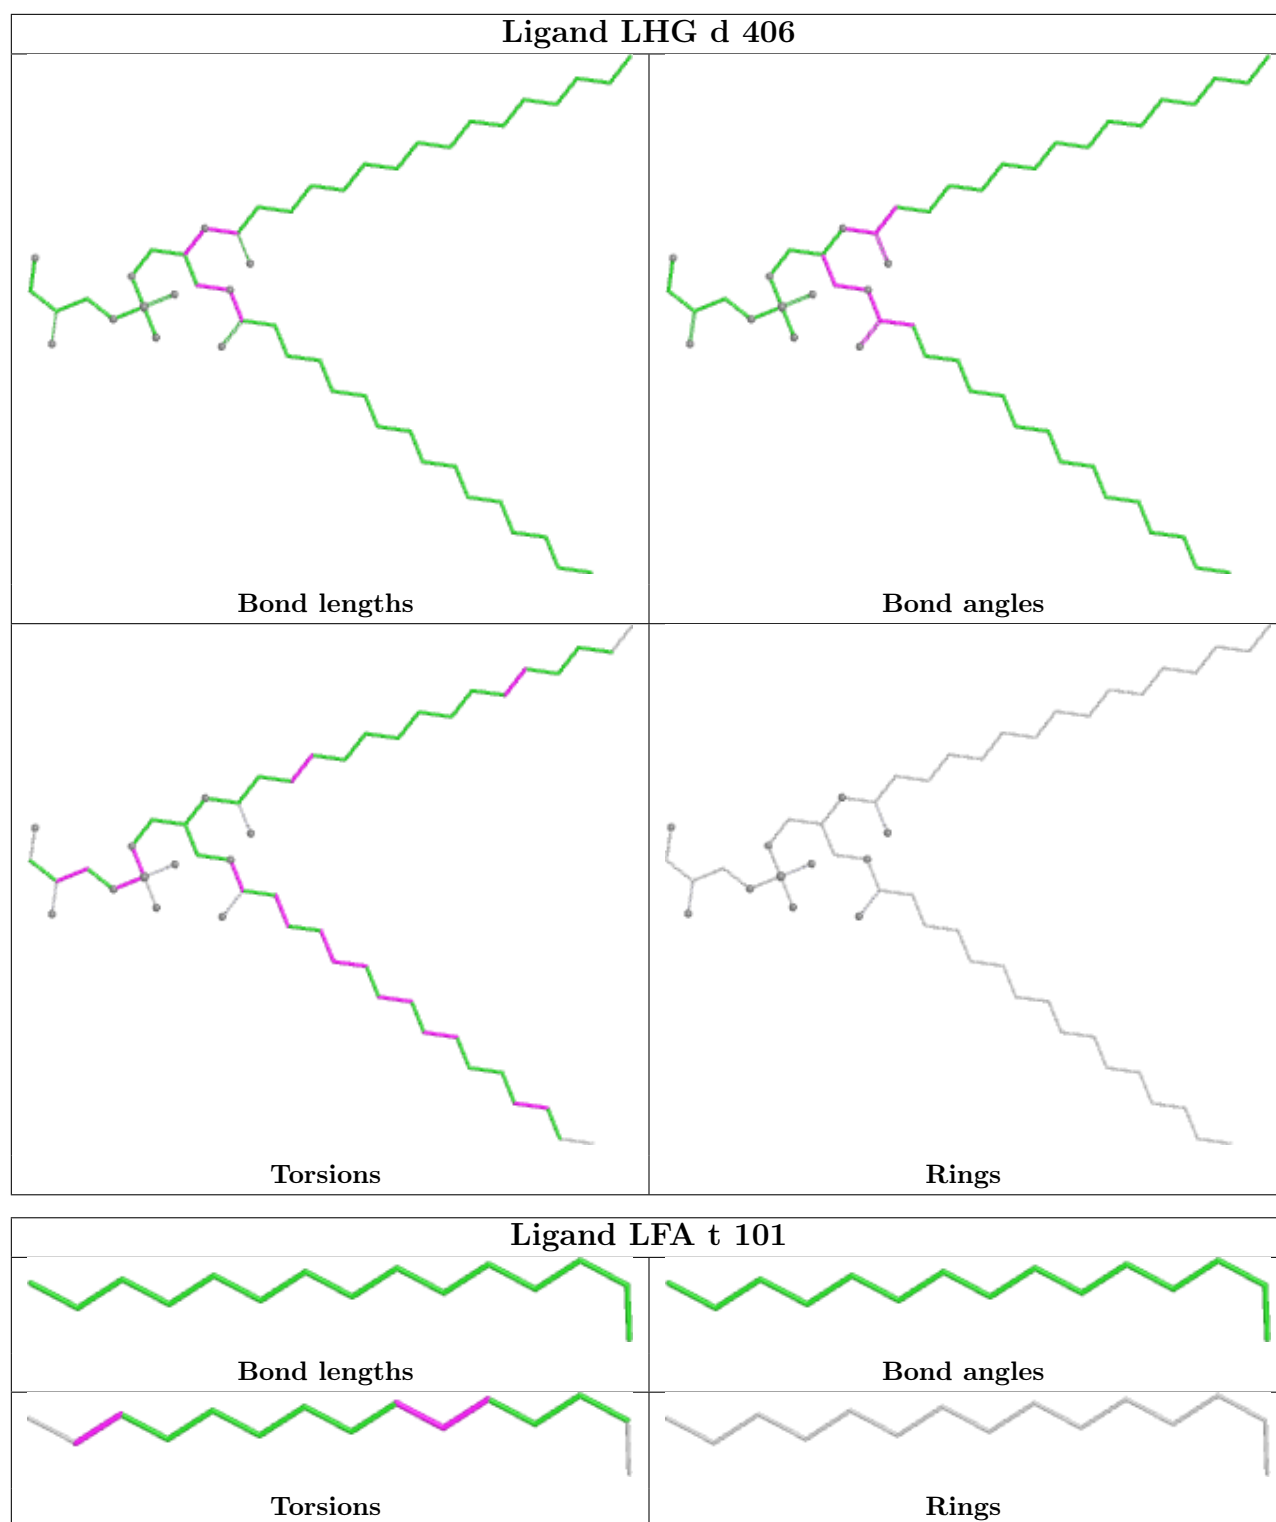 Ligand LHG d 406
Bond lengths
Bond angles
Torsions
Rings
Ligand LFA t 101
Bond lengths
Bond angles
Torsions
Rings